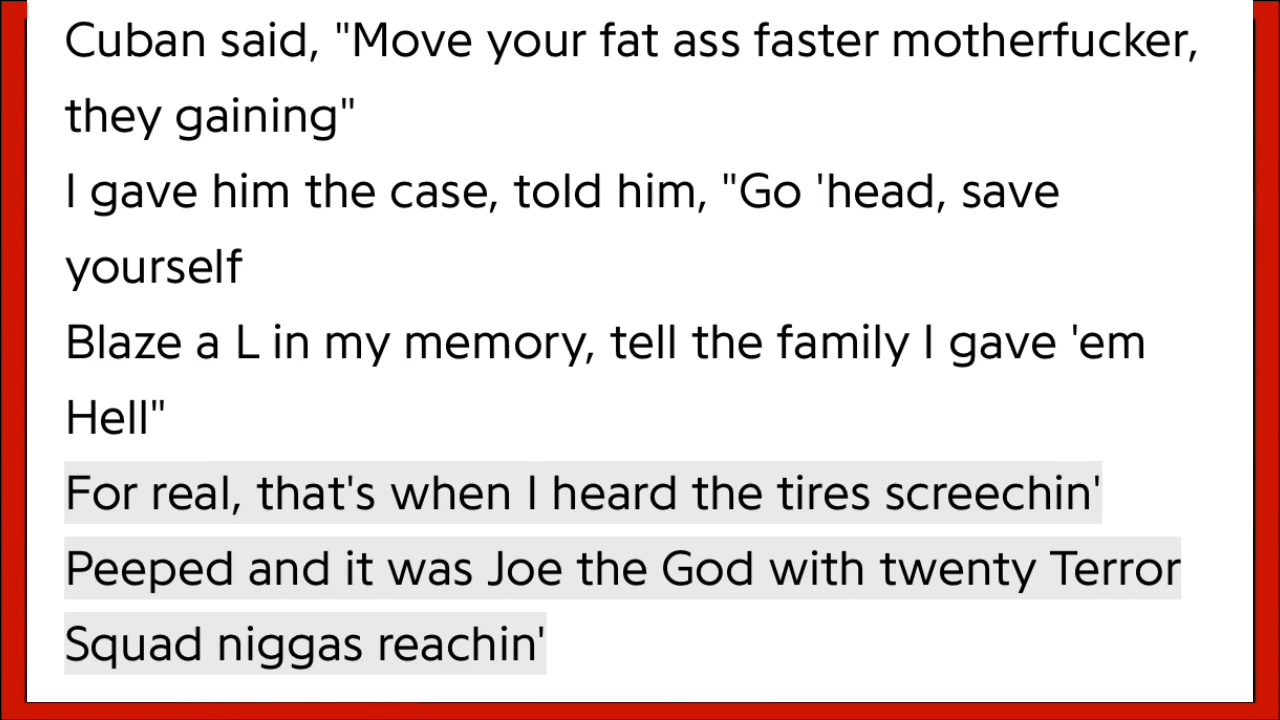 Cuban said, "Move your fat ass faster motherfucker,
they gaining"
I gave him the case, told him, "Go 'head, save
yourself
Blaze a L in my memory, tell the family I gave 'em
Hell"
For real, that's when I heard the tires screechin'
Peeped and it was Joe the God with twenty Terror
Squad niggas reachin'